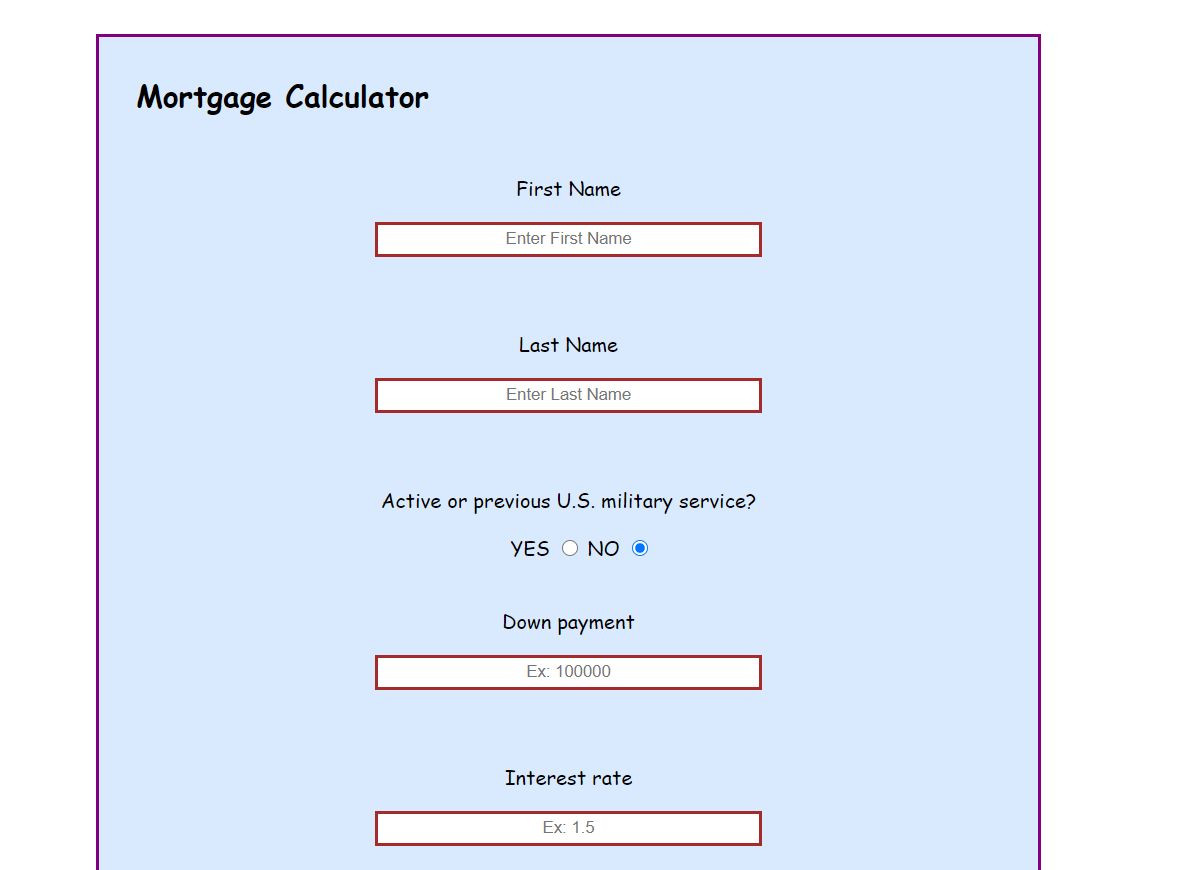 Mortgage Calculator
First Name
Enter First Name
Last Name
Enter Last Name
Active or previous U.S. military service?
YES NO
Down payment
Ex: 100000
Interest rate
Ex: 1.5